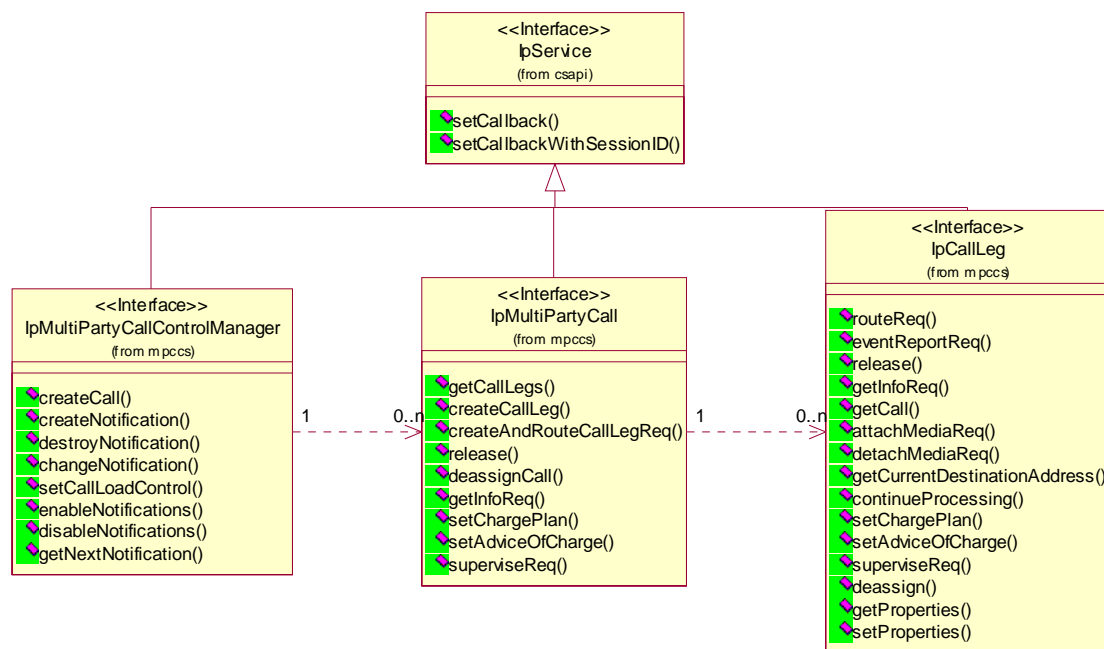 <<Interface>>
IpService
(from csapi)
setCallback()
setCallbackWithSessionID()
<<Interface>>
IpMultiPartyCallControlManager
(from mpccs)
createCall()
createNotification()
destroyNotification()
changeNotification()
setCallLoadControl()
enableNotifications()
disableNotifications()
getNextNotification()
1
0..n
<<Interface>>
IpMultiPartyCall
(from mpccs)
getCallLegs()
createCallLeg()
createAndRouteCallLegReq()
release()
deassignCall()
getInfoReq()
setChargePlan()
setAdviceOfCharge()
superviseReq()
1
0..n
<<Interface>>
IpCallLeg
(from mpccs)
routeReq()
eventReportReq()
release()
getInfoReq()
getCall()
attachMediaReq()
detachMediaReq()
getCurrentDestinationAddress()
continueProcessing()
setChargePlan()
setAdviceOfCharge()
superviseReq()
deassign()
getProperties()
setProperties()